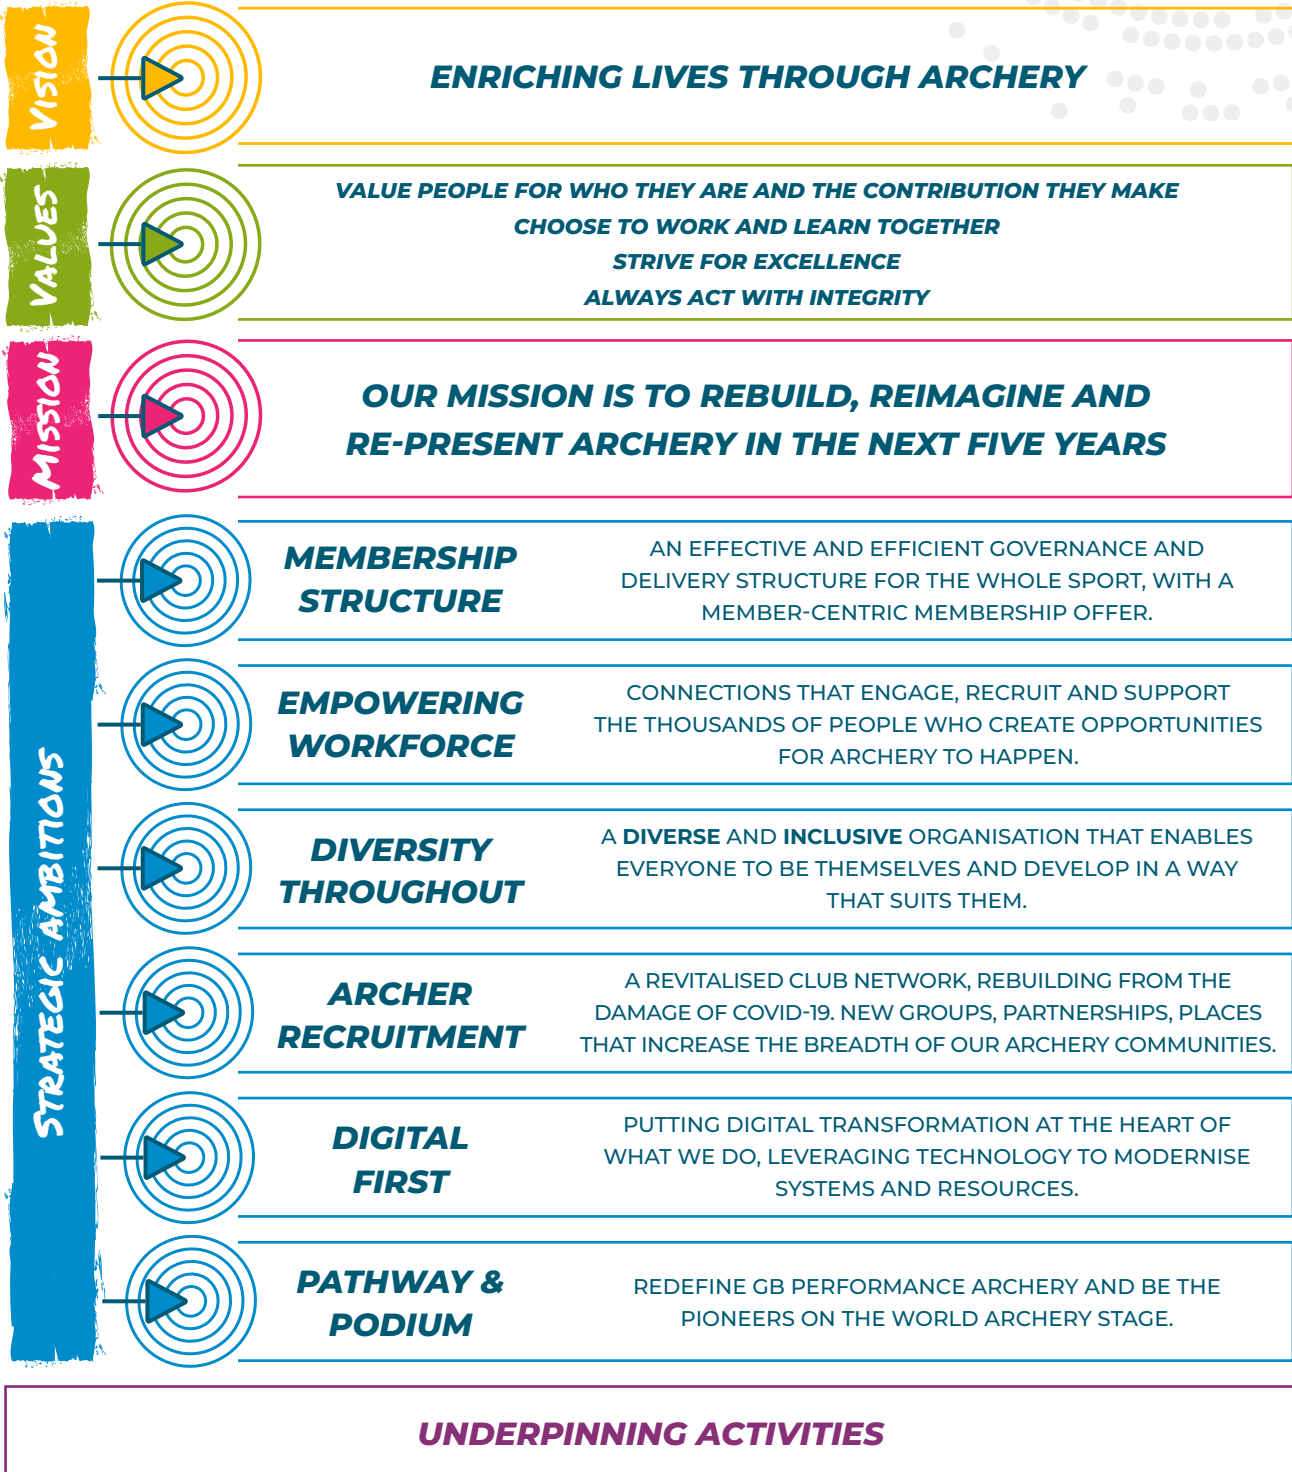 VISION
ENRICHING LIVES THROUGH ARCHERY
VALUES
VALUE PEOPLE FOR WHO THEY ARE AND THE CONTRIBUTION THEY MAKE
CHOOSE TO WORK AND LEARN TOGETHER
STRIVE FOR EXCELLENCE
ALWAYS ACT WITH INTEGRITY
MISSION
OUR MISSION IS TO REBUILD, REIMAGINE AND
RE-PRESENT ARCHERY IN THE NEXT FIVE YEARS
STRATEGIC AMBITIONS
MEMBERSHIP
STRUCTURE
AN EFFECTIVE AND EFFICIENT GOVERNANCE AND
DELIVERY STRUCTURE FOR THE WHOLE SPORT, WITH A
MEMBER-CENTRIC MEMBERSHIP OFFER.
EMPOWERING
WORKFORCE
CONNECTIONS THAT ENGAGE, RECRUIT AND SUPPORT
THE THOUSANDS OF PEOPLE WHO CREATE OPPORTUNITIES
FOR ARCHERY TO HAPPEN.
DIVERSITY
THROUGHOUT
A DIVERSE AND INCLUSIVE ORGANISATION THAT ENABLES
EVERYONE TO BE THEMSELVES AND DEVELOP IN A WAY
THAT SUITS THEM.
ARCHER
RECRUITMENT
A REVITALISED CLUB NETWORK, REBUILDING FROM THE
DAMAGE OF COVID-19. NEW GROUPS, PARTNERSHIPS, PLACES
THAT INCREASE THE BREADTH OF OUR ARCHERY COMMUNITIES.
DIGITAL
FIRST
PUTTING DIGITAL TRANSFORMATION AT THE HEART OF
WHAT WE DO, LEVERAGING TECHNOLOGY TO MODERNISE
SYSTEMS AND RESOURCES.
PATHWAY &
PODIUM
REDEFINE GB PERFORMANCE ARCHERY AND BE THE
PIONEERS ON THE WORLD ARCHERY STAGE.
UNDERPINNING ACTIVITIES